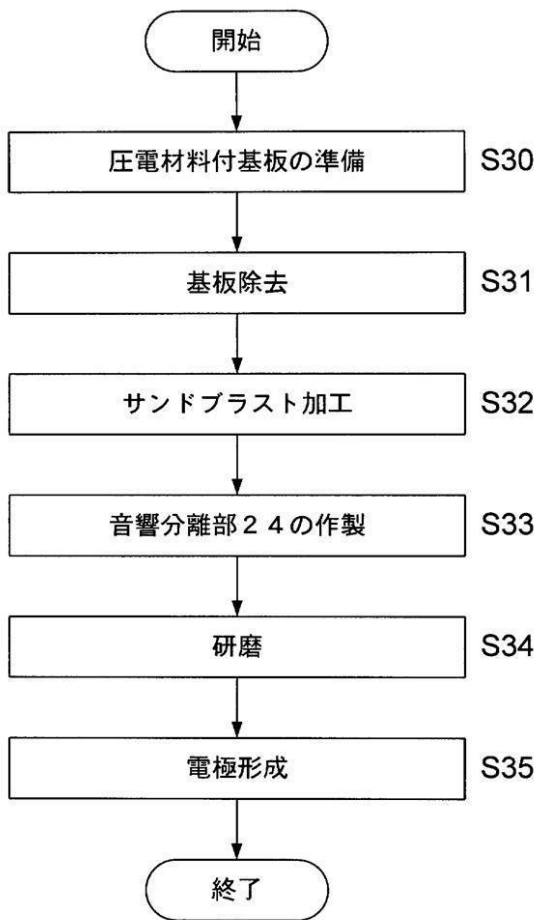 開始
圧電材料付基板の準備 S30
基板除去 S31
サンドブラスト加工 S32
音響分離部２４の作製 S33
研磨 S34
電極形成 S35
終了